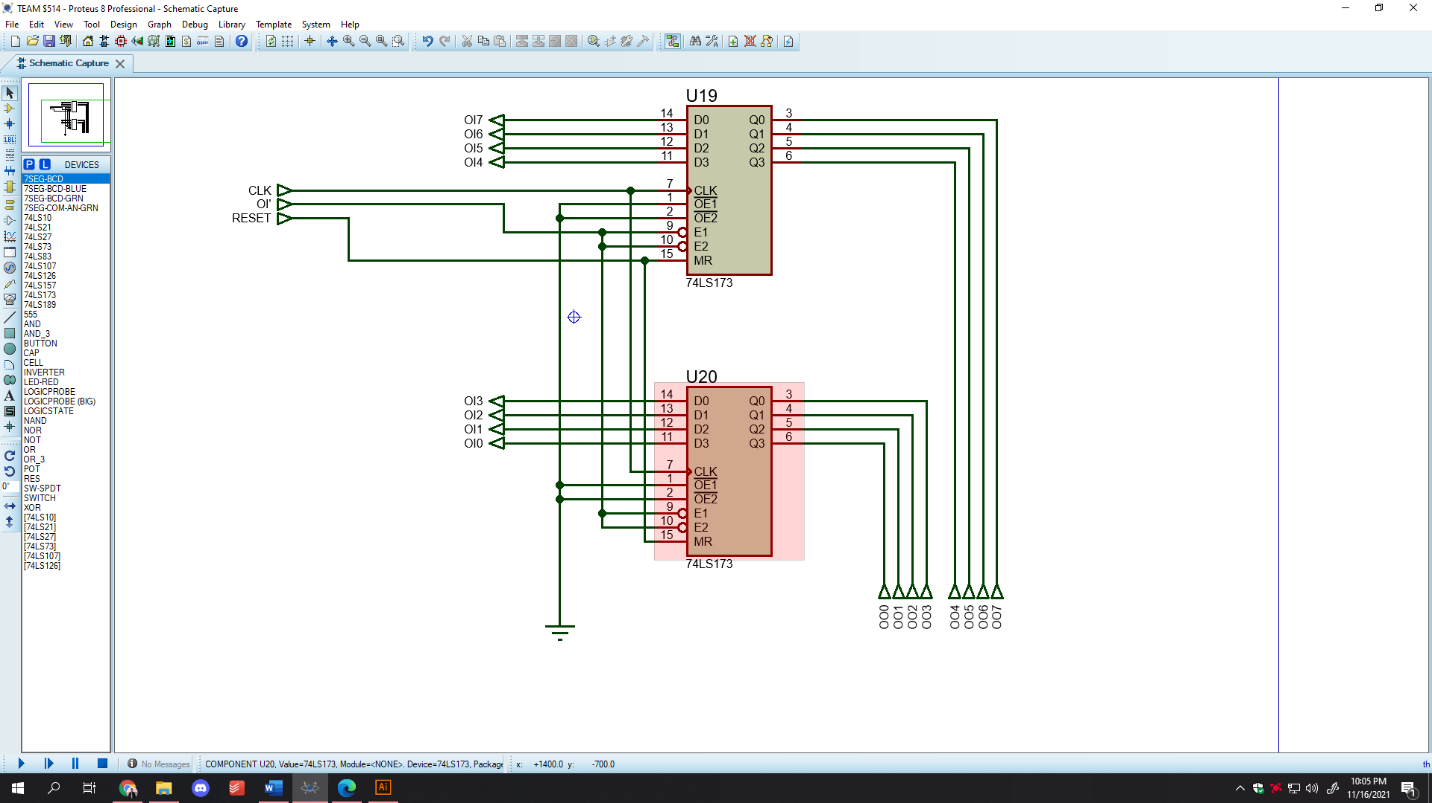 TEAM $514 - Proteus 8 Professional - Schematic Capture
File Edit View Tool Design Graph Debug Library Template System Help
Schematic Capture
P L DEVICES
7SEG-BCD
7SEG-BCD-BLUE
7SEG-BCD-GRN
7SEG-COM-AN-GRN
74LS10
74LS21
74LS27
74LS73
74LS83
74LS107
74LS126
74LS157
74LS173
74LS189
555
AND
AND_3
BUTTON
CAP
CELL
INVERTER
LED-RED
LOGICPROBE
LOGICPROBE (BIG)
LOGICSTATE
NAND
NOR
NOT
OR
OR_3
POT
RES
SW-SPDT
SWITCH
XOR
[74LS10]
[74LS21]
[74LS27]
[74LS73]
[74LS107]
[74LS126]
0°
U19
OI7 14 D0 Q0 3
OI6 13 D1 Q1 4
OI5 12 D2 Q2 5
OI4 11 D3 Q3 6
CLK 7 CLK
OI' 1 OE1
RESET 2 OE2
9 E1
10 E2
15 MR
74LS173
U20
OI3 14 D0 Q0 3
OI2 13 D1 Q1 4
OI1 12 D2 Q2 5
OI0 11 D3 Q3 6
7 CLK
1 OE1
2 OE2
9 E1
10 E2
15 MR
74LS173
OO0 OO1 OO2 OO3 OO4 OO5 OO6 OO7
No Messages COMPONENT U20, Value=74LS173, Module=<NONE>. Device=74LS173, Package x: +1400.0 y: -700.0 th
10:05 PM
11/16/2021
1